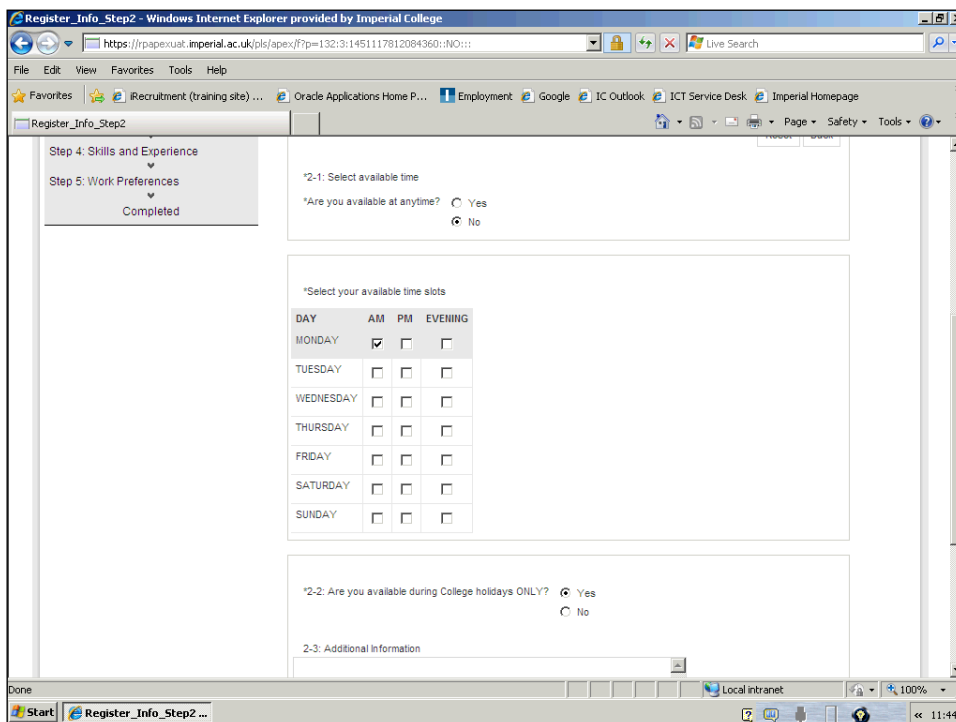 Register_Info_Step2 - Windows Internet Explorer provided by Imperial College
https://rpapexuat.imperial.ac.uk/pls/apex/f?p=132:3:1451117812084360::NO:::
Live Search
File Edit View Favorites Tools Help
Favorites iRecruitment (training site) ... Oracle Applications Home P... Employment Google IC Outlook ICT Service Desk Imperial Homepage
Register_Info_Step2 Page Safety Tools
Reset Back
Step 4: Skills and Experience
Step 5: Work Preferences
Completed
*2-1: Select available time
*Are you available at anytime? Yes
No
*Select your available time slots
DAY AM PM EVENING
MONDAY
TUESDAY
WEDNESDAY
THURSDAY
FRIDAY
SATURDAY
SUNDAY
*2-2: Are you available during College holidays ONLY? Yes
No
2-3: Additional Information
Done Local intranet 100%
Start Register_Info_Step2 ... « 11:44